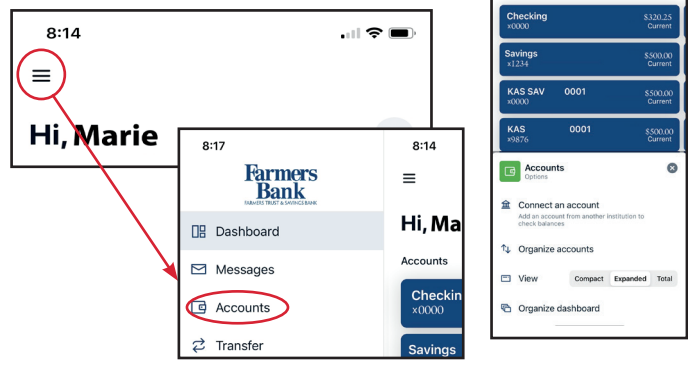 8:14
Hi, Marie
8:17
Farmers
Bank
FARMERS TRUST & SAVINGS BANK
Dashboard
Messages
Accounts
Transfer
8:14
Hi, Ma
Accounts
Checkin
x0000
Savings
Checking $320.25
x0000 Current
Savings $500.00
x1234 Current
KAS SAV 0001 $500.00
x0000 Current
KAS 0001 $500.00
x9876 Current
Accounts
Options
Connect an account
Add an account from another institution to
check balances
Organize accounts
View Compact Expanded Total
Organize dashboard